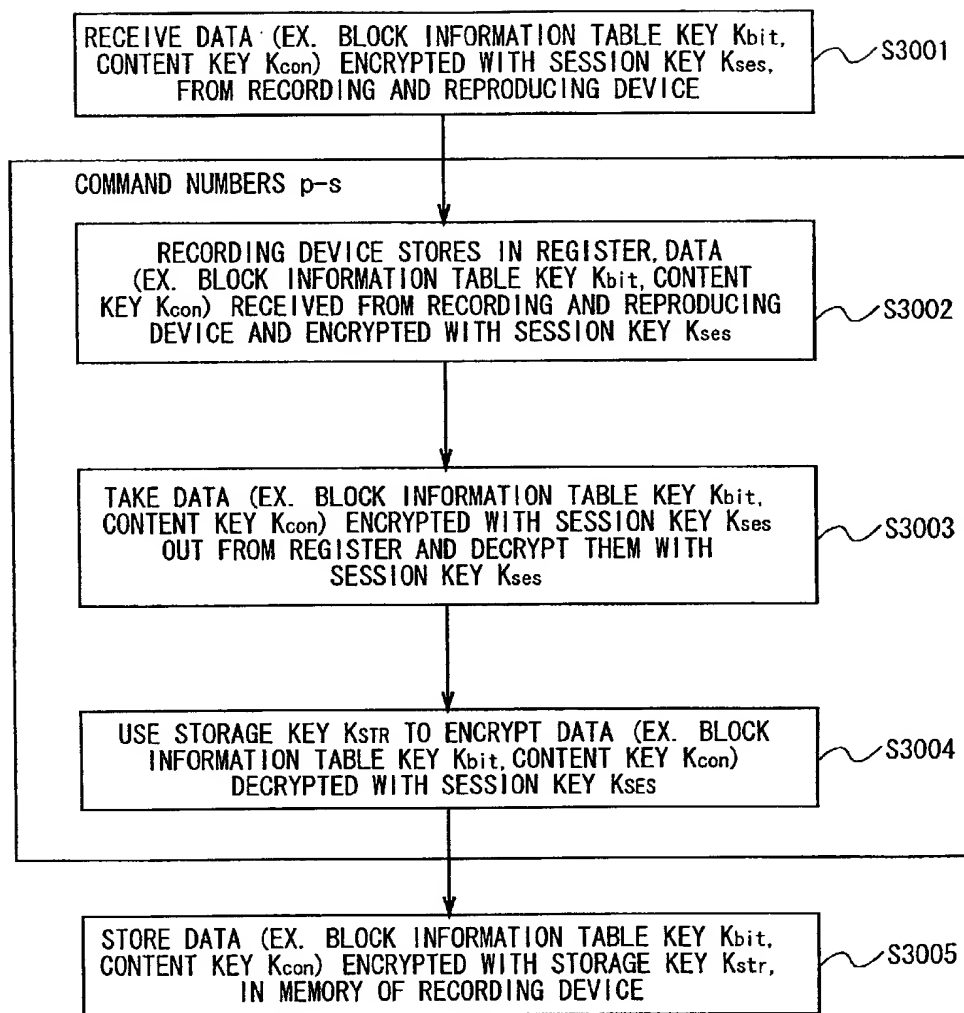 RECEIVE DATA (EX. BLOCK INFORMATION TABLE KEY Kbit,
CONTENT KEY Kcon) ENCRYPTED WITH SESSION KEY Kses,
FROM RECORDING AND REPRODUCING DEVICE
S3001
COMMAND NUMBERS p-s
RECORDING DEVICE STORES IN REGISTER, DATA
(EX. BLOCK INFORMATION TABLE KEY Kbit, CONTENT
KEY Kcon) RECEIVED FROM RECORDING AND REPRODUCING
DEVICE AND ENCRYPTED WITH SESSION KEY Kses
S3002
TAKE DATA (EX. BLOCK INFORMATION TABLE KEY Kbit,
CONTENT KEY Kcon) ENCRYPTED WITH SESSION KEY Kses
OUT FROM REGISTER AND DECRYPT THEM WITH
SESSION KEY Kses
S3003
USE STORAGE KEY KSTR TO ENCRYPT DATA (EX. BLOCK
INFORMATION TABLE KEY Kbit, CONTENT KEY Kcon)
DECRYPTED WITH SESSION KEY KSES
S3004
STORE DATA (EX. BLOCK INFORMATION TABLE KEY Kbit,
CONTENT KEY Kcon) ENCRYPTED WITH STORAGE KEY Kstr,
IN MEMORY OF RECORDING DEVICE
S3005